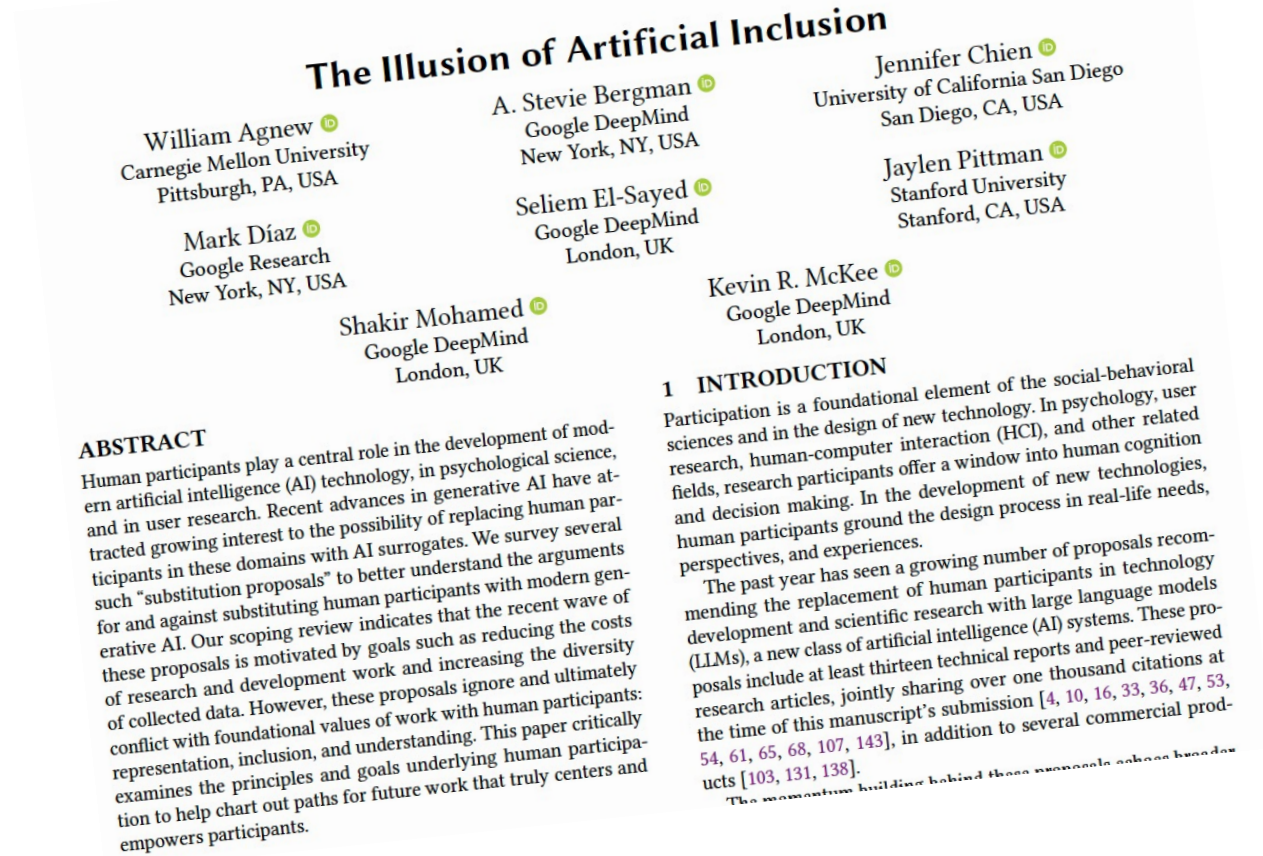 The Illusion of Artificial Inclusion
William Agnew
Carnegie Mellon University
Pittsburgh, PA, USA
A. Stevie Bergman
Google DeepMind
New York, NY, USA
Jennifer Chien
University of California San Diego
San Diego, CA, USA
Mark Díaz
Google Research
New York, NY, USA
Seliem El-Sayed
Google DeepMind
London, UK
Jaylen Pittman
Stanford University
Stanford, CA, USA
Shakir Mohamed
Google DeepMind
London, UK
Kevin R. McKee
Google DeepMind
London, UK
ABSTRACT
Human participants play a central role in the development of mod-
ern artificial intelligence (AI) technology, in psychological science,
and in user research. Recent advances in generative AI have at-
tracted growing interest to the possibility of replacing human par-
ticipants in these domains with AI surrogates. We survey several
such “substitution proposals” to better understand the arguments
for and against substituting human participants with modern gen-
erative AI. Our scoping review indicates that the recent wave of
these proposals is motivated by goals such as reducing the costs
of research and development work and increasing the diversity
of collected data. However, these proposals ignore and ultimately
conflict with foundational values of work with human participants:
representation, inclusion, and understanding. This paper critically
examines the principles and goals underlying human participa-
tion to help chart out paths for future work that truly centers and
empowers participants.
1 INTRODUCTION
Participation is a foundational element of the social-behavioral
sciences and in the design of new technology. In psychology, user
research, human-computer interaction (HCI), and other related
fields, research participants offer a window into human cognition
and decision making. In the development of new technologies,
human participants ground the design process in real-life needs,
perspectives, and experiences.
The past year has seen a growing number of proposals recom-
mending the replacement of human participants in technology
development and scientific research with large language models
(LLMs), a new class of artificial intelligence (AI) systems. These pro-
posals include at least thirteen technical reports and peer-reviewed
research articles, jointly sharing over one thousand citations at
the time of this manuscript’s submission [4, 10, 16, 33, 36, 47, 53,
54, 61, 65, 68, 107, 143], in addition to several commercial prod-
ucts [103, 131, 138].
The momentum building behind these proposals echoes broader